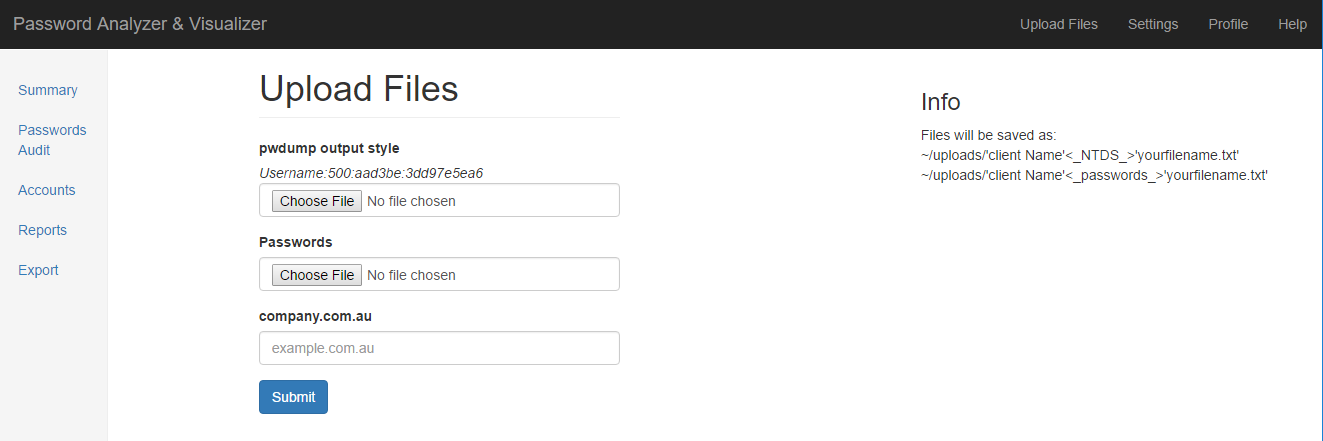 Password Analyzer & Visualizer
Upload Files
Settings
Profile
Help
Summary
Passwords
Audit
Accounts
Reports
Export
Upload Files
pwdump output style
Username:500:aad3be:3dd97e5ea6
Choose File No file chosen
Passwords
Choose File No file chosen
company.com.au
example.com.au
Submit
Info
Files will be saved as:
~/uploads/'client Name'<_NTDS_>'yourfilename.txt'
~/uploads/'client Name'<_passwords_>'yourfilename.txt'